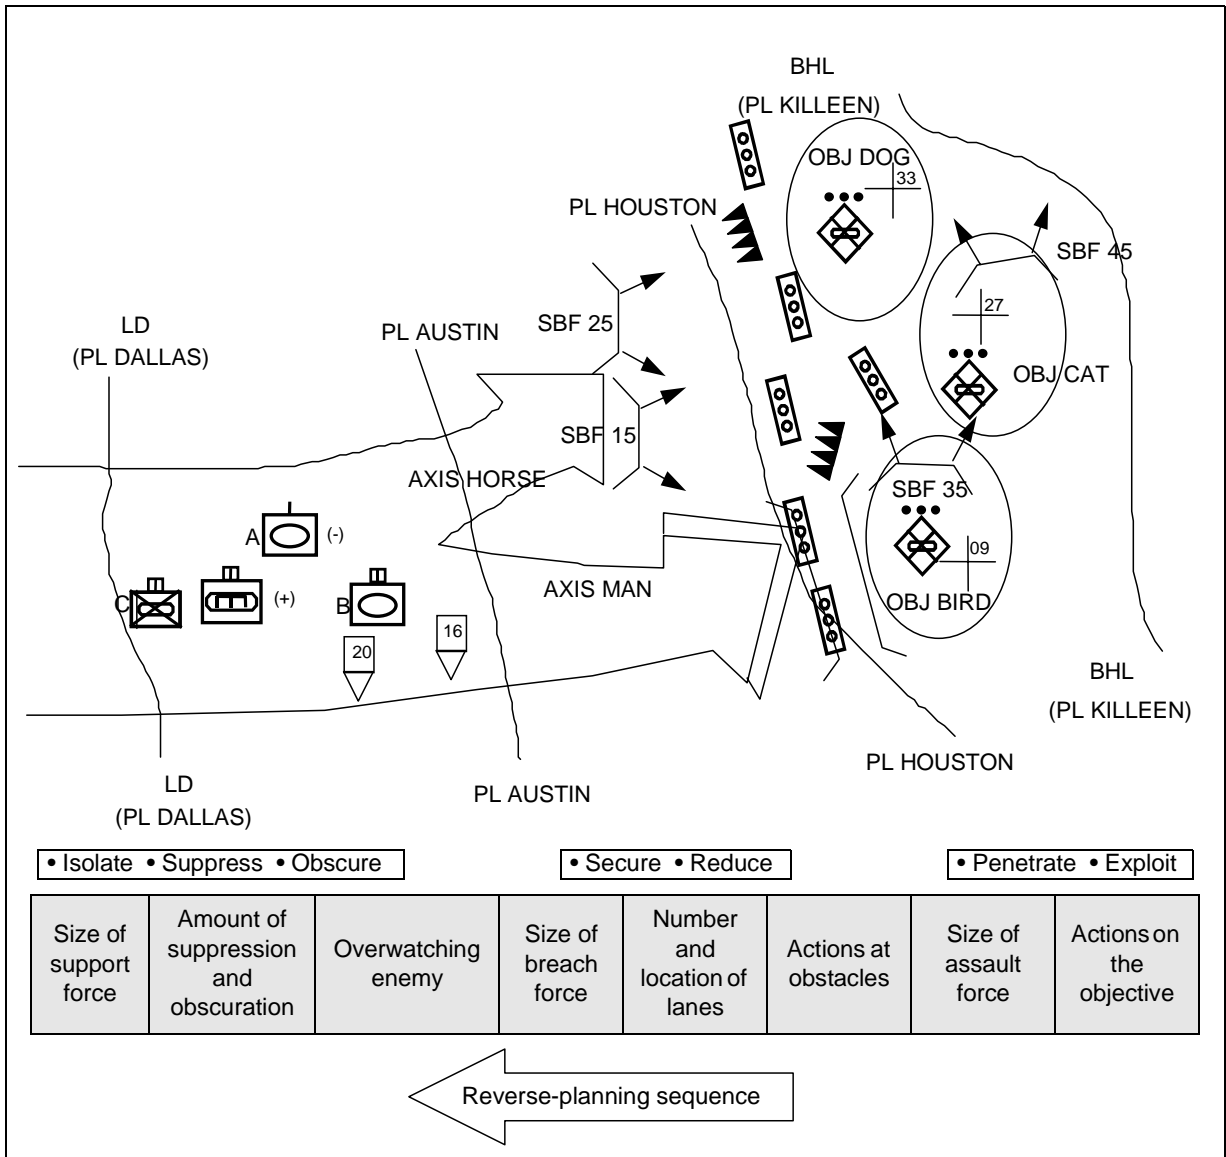 BHL
(PL KILLEEN)
OBJ DOG
33
PL HOUSTON
SBF 45
SBF 25
27
LD
(PL DALLAS)
PL AUSTIN
OBJ CAT
SBF 15
AXIS HORSE
SBF 35
A
(-)
09
AXIS MAN
C
(+)
B
OBJ BIRD
16
20
BHL
(PL KILLEEN)
PL HOUSTON
LD
(PL DALLAS)
PL AUSTIN
• Isolate • Suppress • Obscure
• Secure • Reduce
• Penetrate • Exploit
Size of
support
force
Amount of
suppression
and
obscuration
Overwatching
enemy
Size of
breach
force
Number
and
location of
lanes
Actions at
obstacles
Size of
assault
force
Actions on
the
objective
Reverse-planning sequence